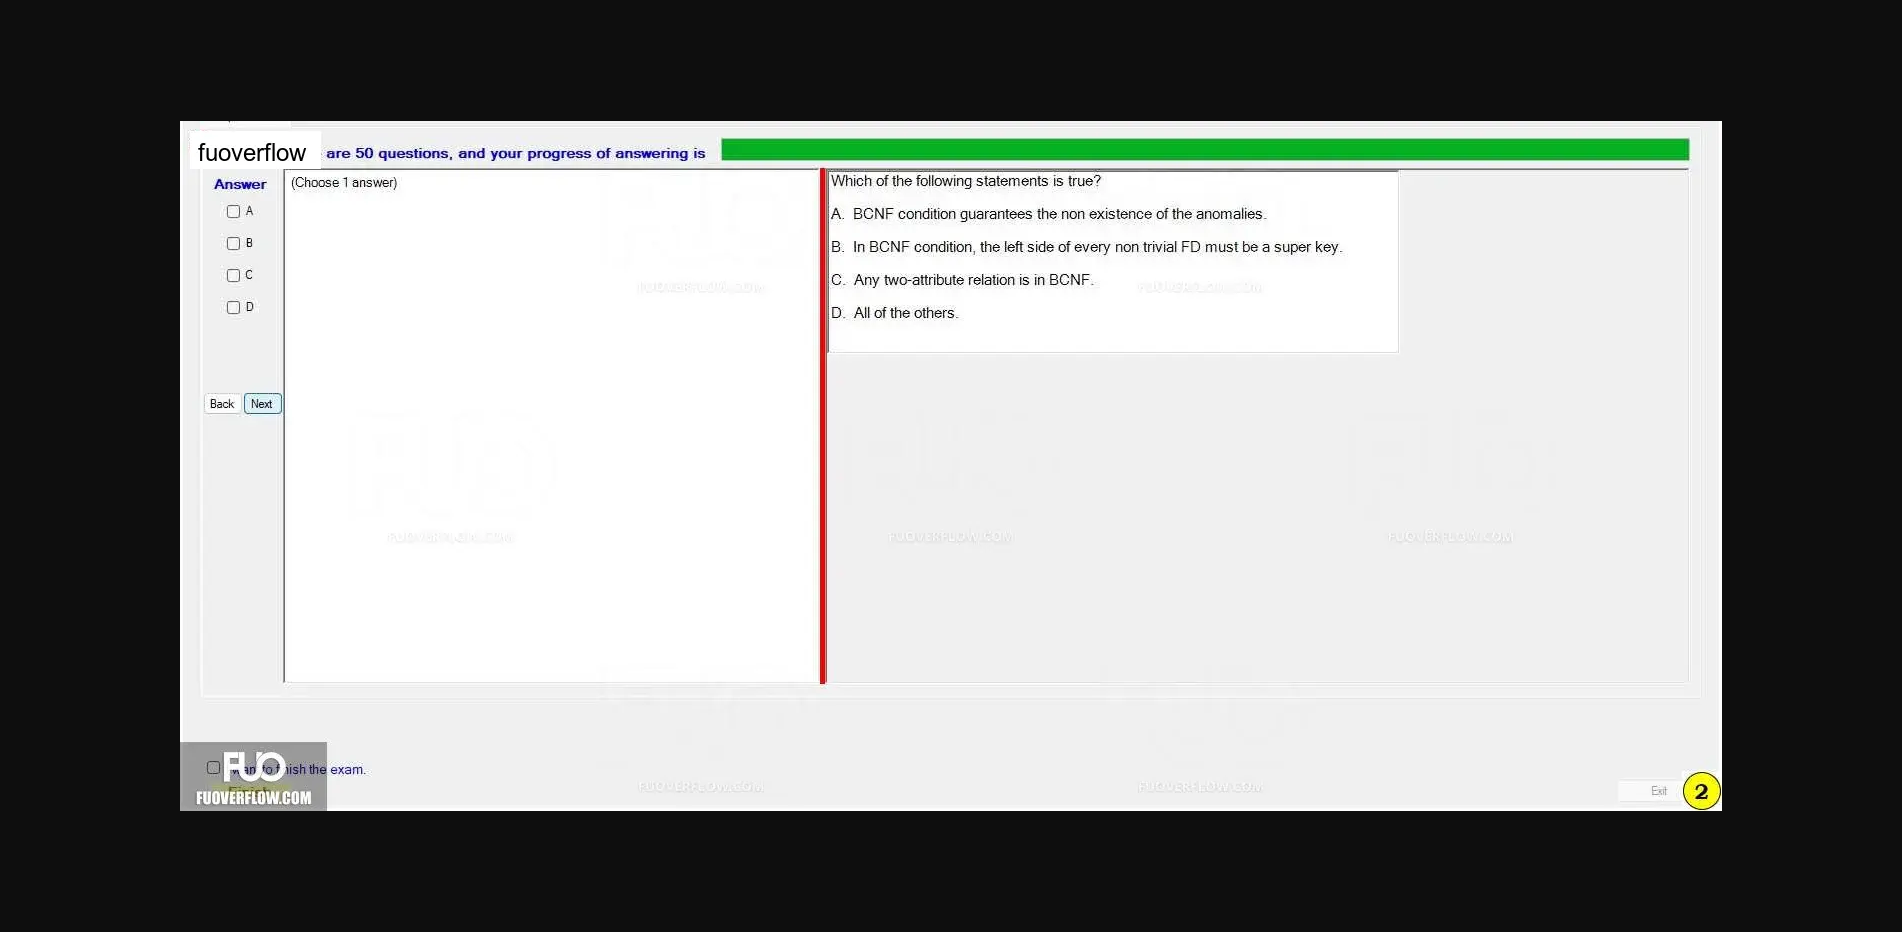 fuoverflow are 50 questions, and your progress of answering is
Answer
(Choose 1 answer)
A
B
C
D
Back Next
Which of the following statements is true?
A. BCNF condition guarantees the non existence of the anomalies.
B. In BCNF condition, the left side of every non trivial FD must be a super key.
C. Any two-attribute relation is in BCNF.
D. All of the others.
FUOVERFLOW.COM
FUOVERFLOW.COM
FUOVERFLOW.COM
FUOVERFLOW.COM
FUOVERFLOW.COM
FUO
to finish the exam.
Finish
FUOVERFLOW.COM
FUOVERFLOW.COM
FUOVERFLOW.COM
Exit
2